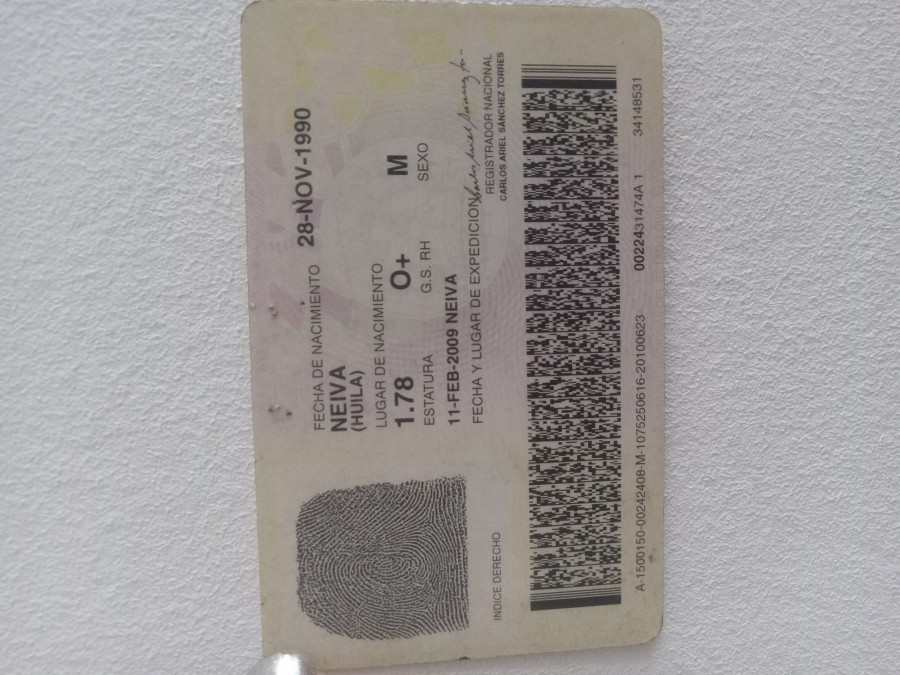 FECHA DE NACIMIENTO 28-NOV-1990
NEIVA
(HUILA)
LUGAR DE NACIMIENTO
1.78 O+ M
ESTATURA G.S. RH SEXO
11-FEB-2009 NEIVA
FECHA Y LUGAR DE EXPEDICION
REGISTRADOR NACIONAL
CARLOS ARIEL SÁNCHEZ TORRES
INDICE DERECHO
A-1500150-00242408-M-1075250616-20100623 0022431474A 1 34148531